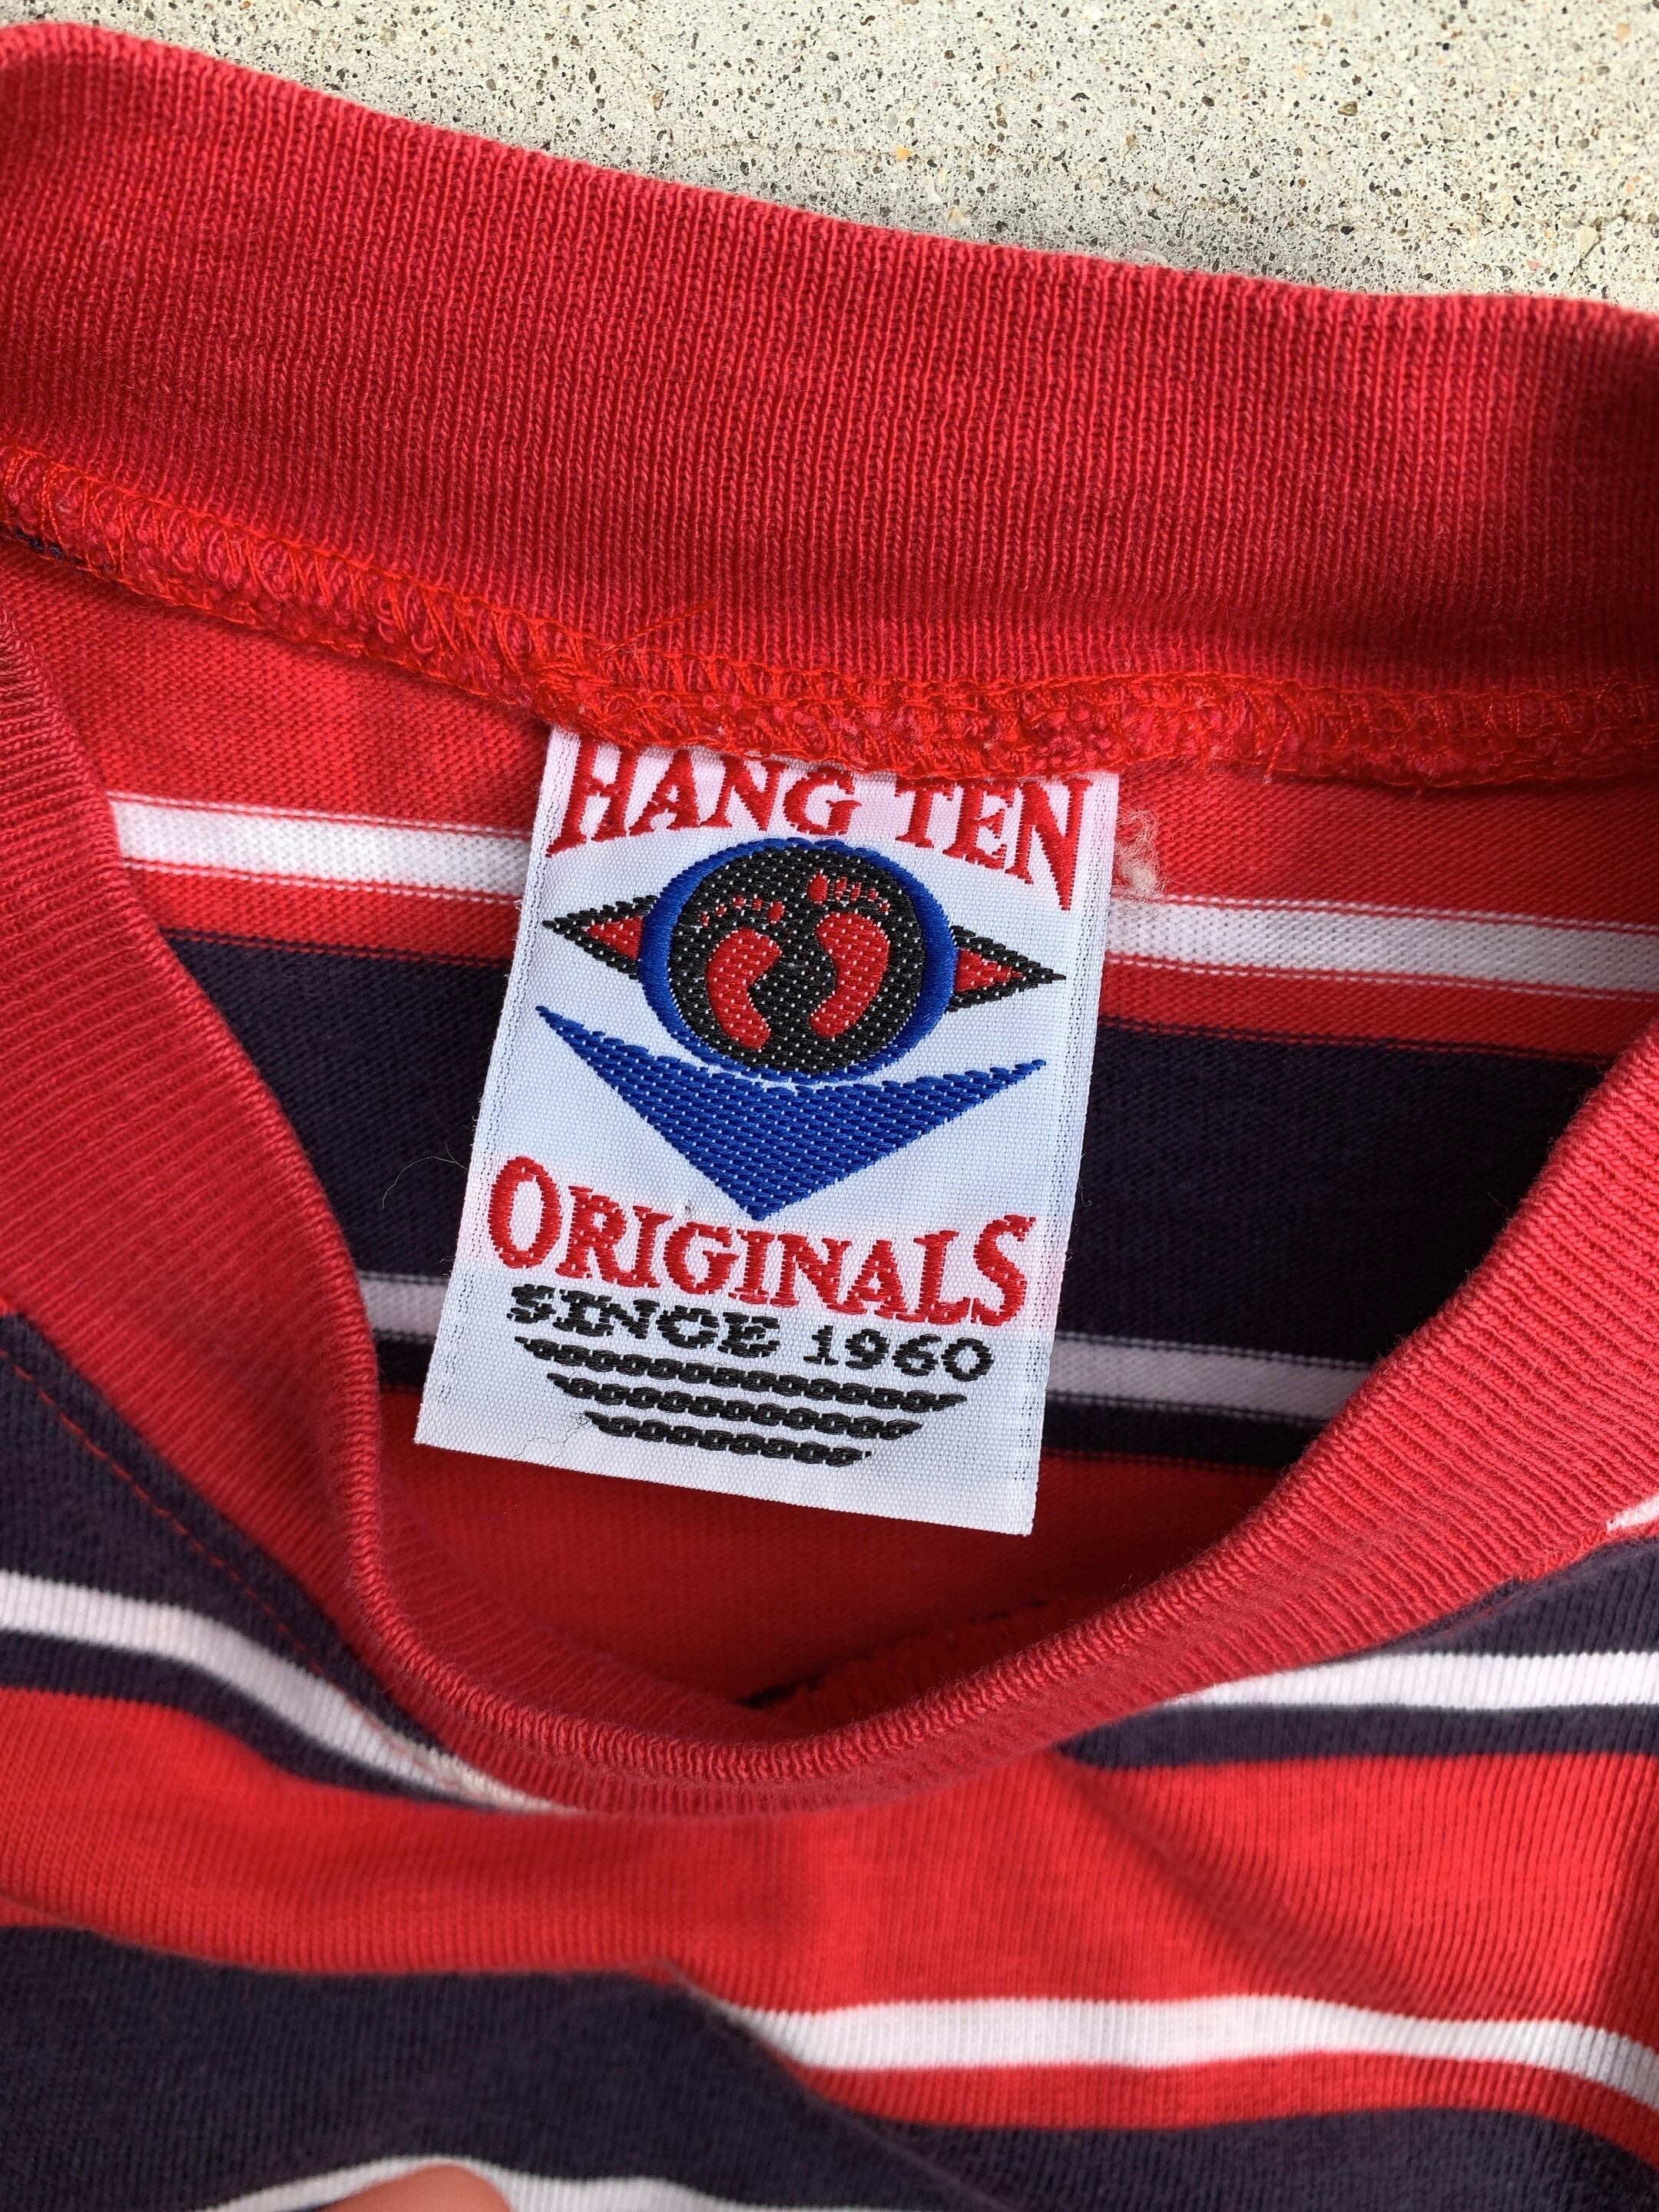 HANG TEN
ORIGINALS
SINCE 1960